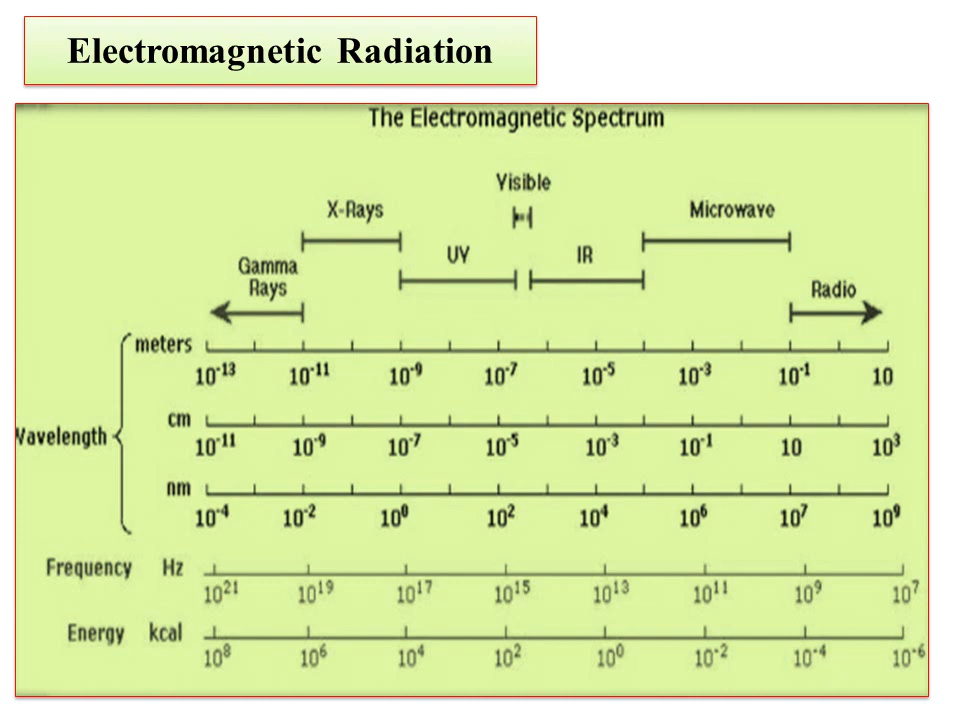 Electromagnetic Radiation
The Electromagnetic Spectrum
Visible
X-Rays
Microwave
UV
IR
Gamma
Rays
Radio
meters
10⁻¹³ 10⁻¹¹ 10⁻⁹ 10⁻⁷ 10⁻⁵ 10⁻³ 10⁻¹ 10
cm
10⁻¹¹ 10⁻⁹ 10⁻⁷ 10⁻⁵ 10⁻³ 10⁻¹ 10 10³
Wavelength
nm
10⁻⁴ 10⁻² 10⁰ 10² 10⁴ 10⁶ 10⁷ 10⁹
Frequency Hz
10²¹ 10¹⁹ 10¹⁷ 10¹⁵ 10¹³ 10¹¹ 10⁹ 10⁷
Energy kcal
10⁸ 10⁶ 10⁴ 10² 10⁰ 10⁻² 10⁻⁴ 10⁻⁶